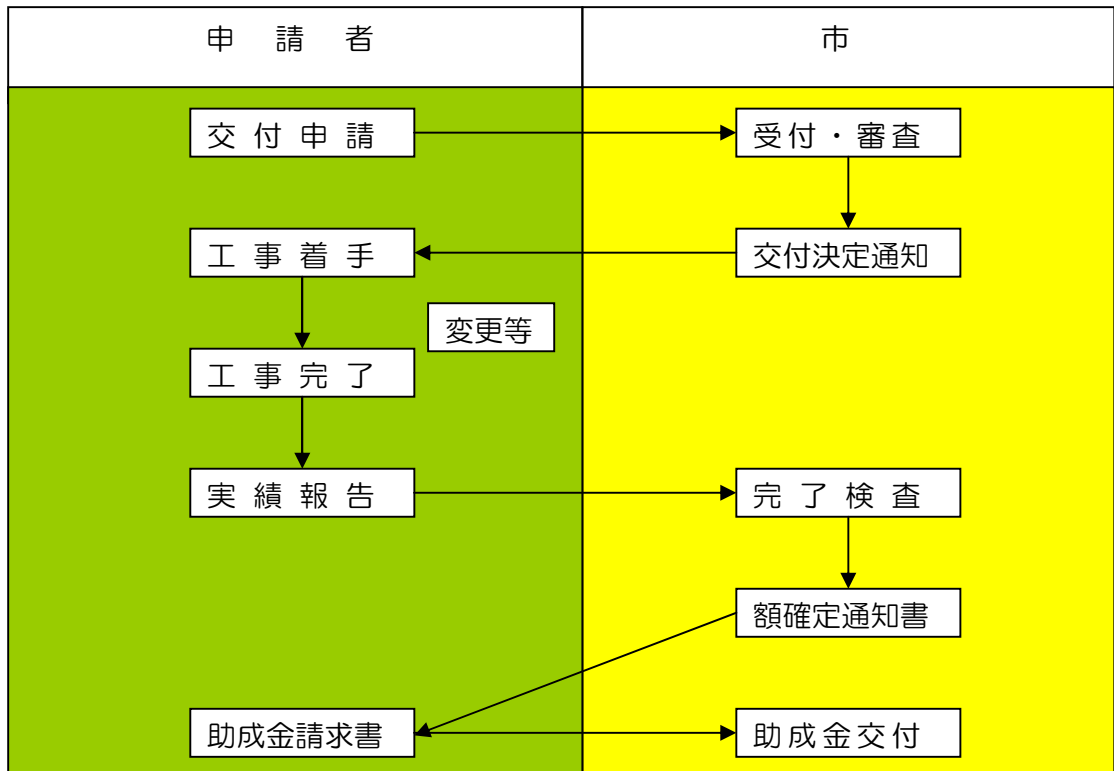 申請者
市
交付申請
受付・審査
工事着手
交付決定通知
変更等
工事完了
実績報告
完了検査
額確定通知書
助成金請求書
助成金交付